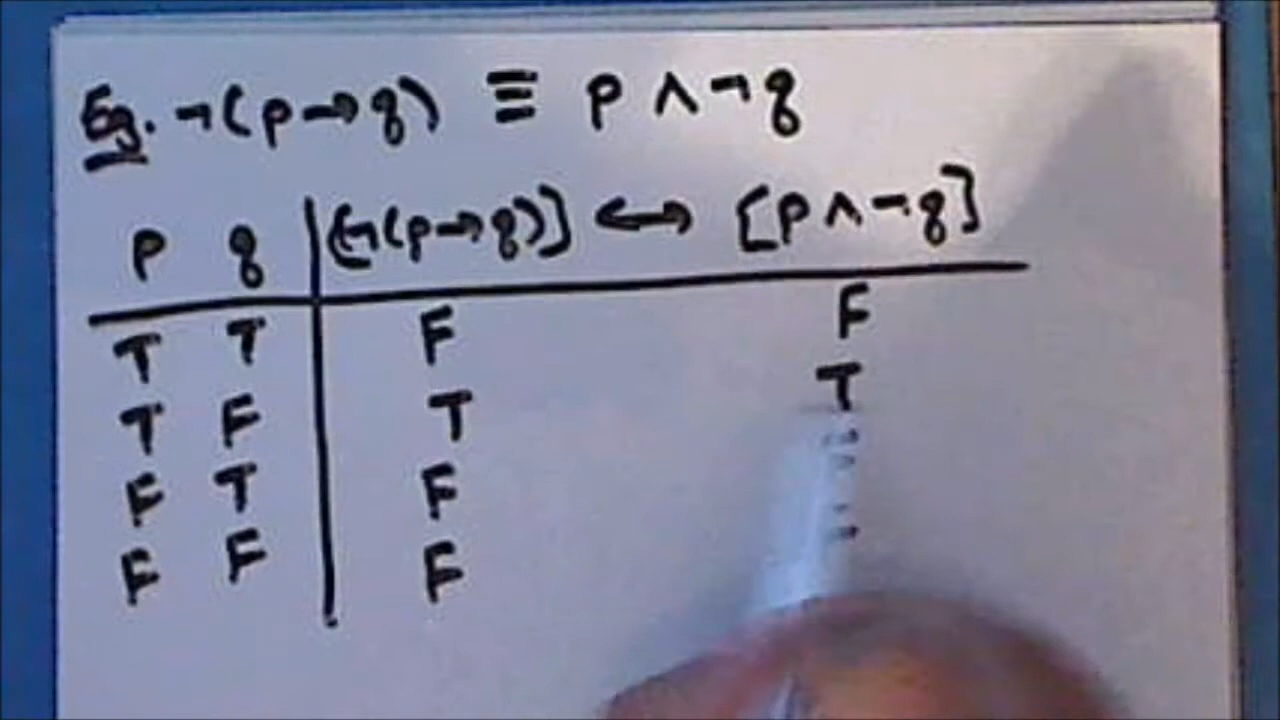 Eg. ¬(p→q) ≡ p ∧ ¬q
p q [¬(p→q)] ↔ [p ∧ ¬q]
T T F F
T F T T
F T F
F F F